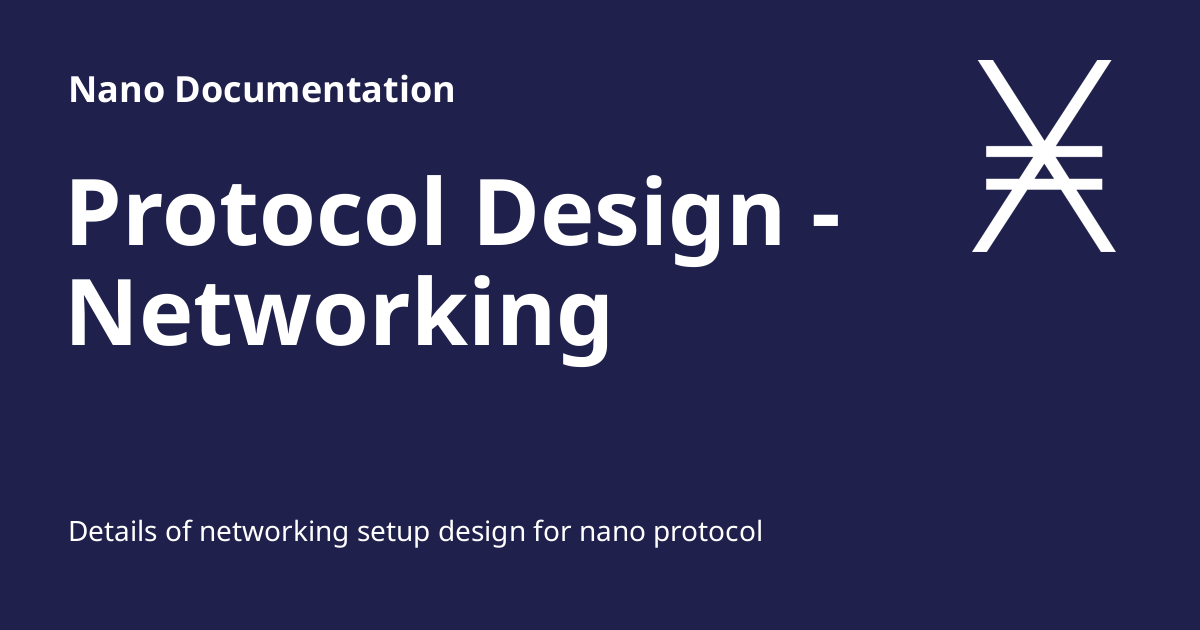 Nano Documentation
Protocol Design -
Networking
Details of networking setup design for nano protocol